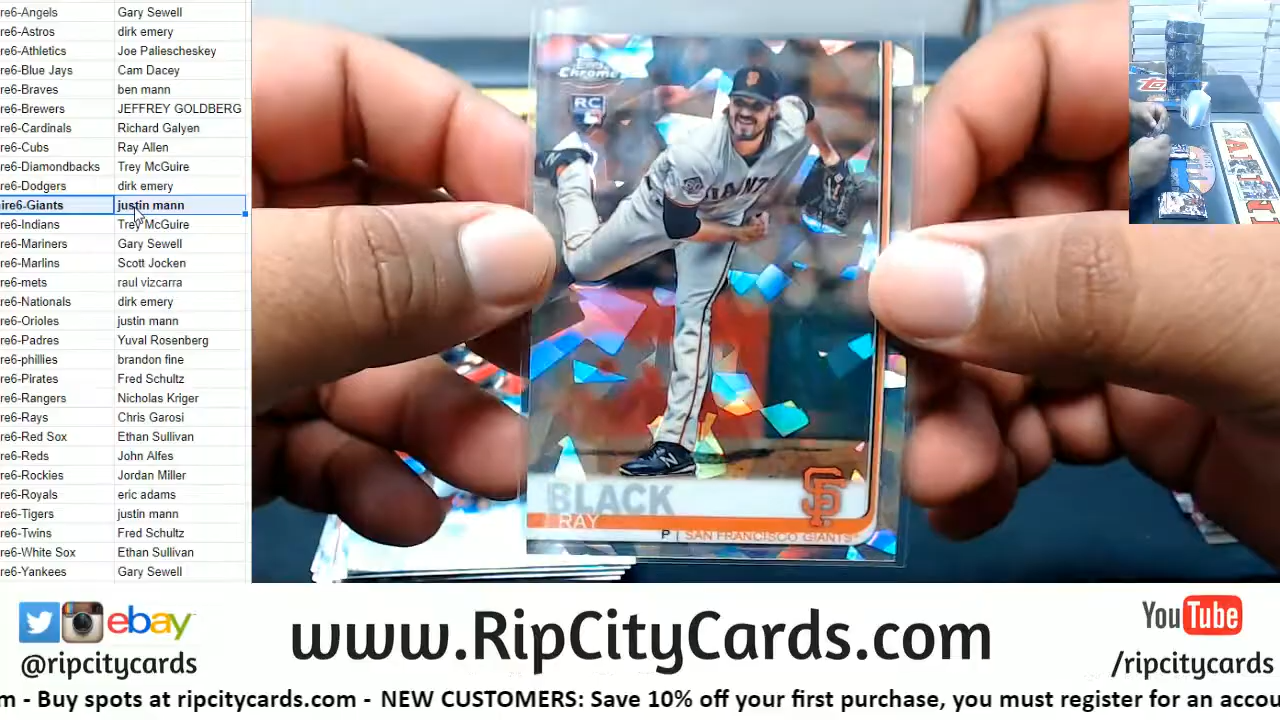 re6-Angels Gary Sewell
re6-Astros dirk emery
re6-Athletics Joe Paliescheskey
re6-Blue Jays Cam Dacey
re6-Braves ben mann
re6-Brewers JEFFREY GOLDBERG
re6-Cardinals Richard Galyen
re6-Cubs Ray Allen
re6-Diamondbacks Trey McGuire
re6-Dodgers dirk emery
ire6-Giants justin mann
re6-Indians Trey McGuire
re6-Mariners Gary Sewell
re6-Marlins Scott Jocken
re6-mets raul vizcarra
re6-Nationals dirk emery
re6-Orioles justin mann
re6-Padres Yuval Rosenberg
re6-phillies brandon fine
re6-Pirates Fred Schultz
re6-Rangers Nicholas Kriger
re6-Rays Chris Garosi
re6-Red Sox Ethan Sullivan
re6-Reds John Alfes
re6-Rockies Jordan Miller
re6-Royals eric adams
re6-Tigers justin mann
re6-Twins Fred Schultz
re6-White Sox Ethan Sullivan
re6-Yankees Gary Sewell
Topps
Chrome
RC
GIANTS
BLACK
RAY
SF
P | SAN FRANCISCO GIANTS
ebay
@ripcitycards
www.RipCityCards.com
YouTube
/ripcitycards
m - Buy spots at ripcitycards.com - NEW CUSTOMERS: Save 10% off your first purchase, you must register for an accou